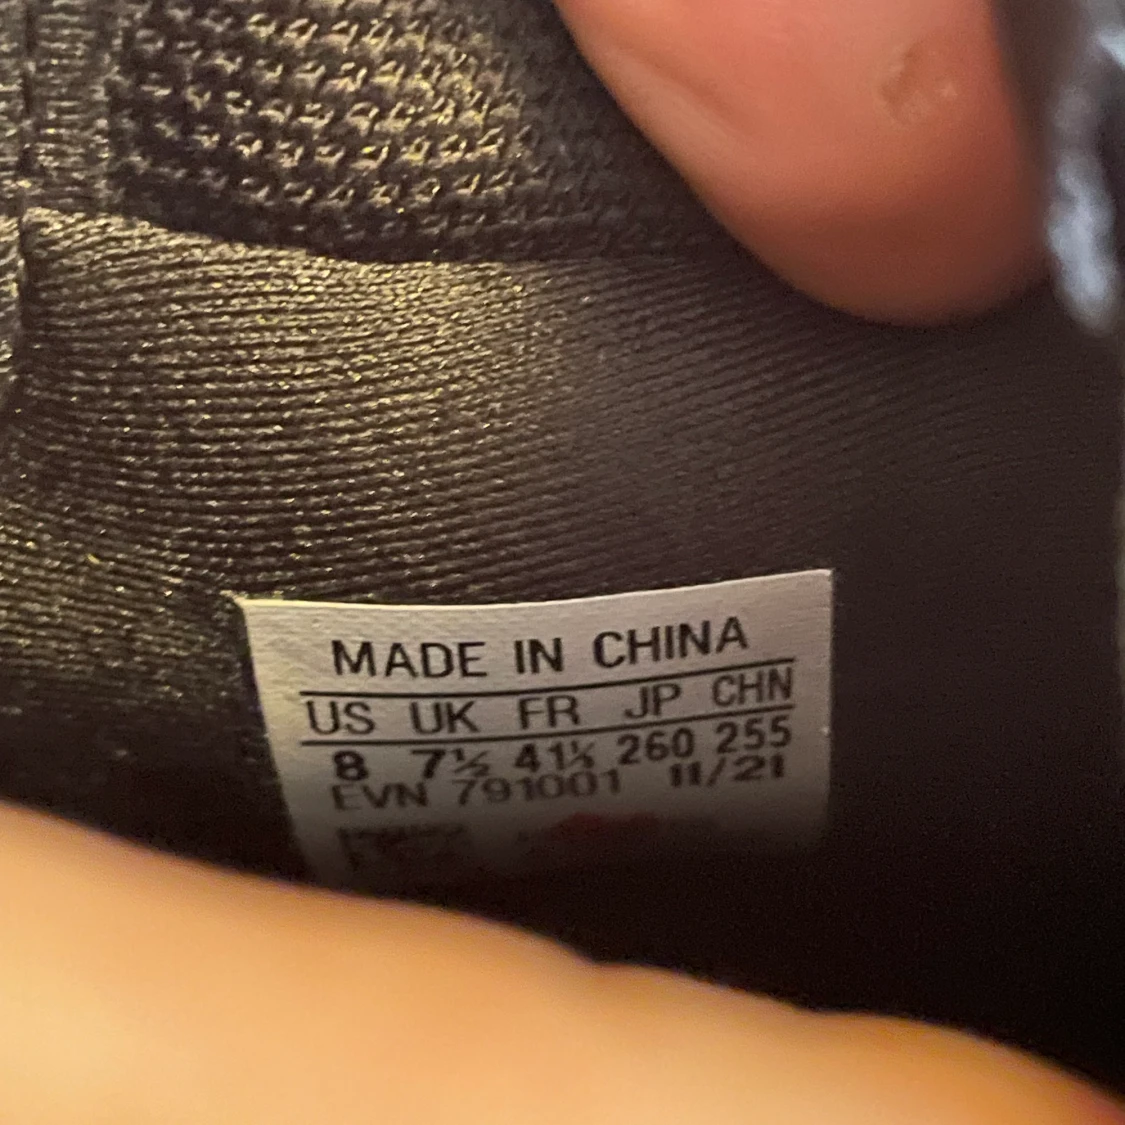 MADE IN CHINA
US UK FR JP CHN
8 7½ 41⅓ 260 255
EVN 791001 11/21